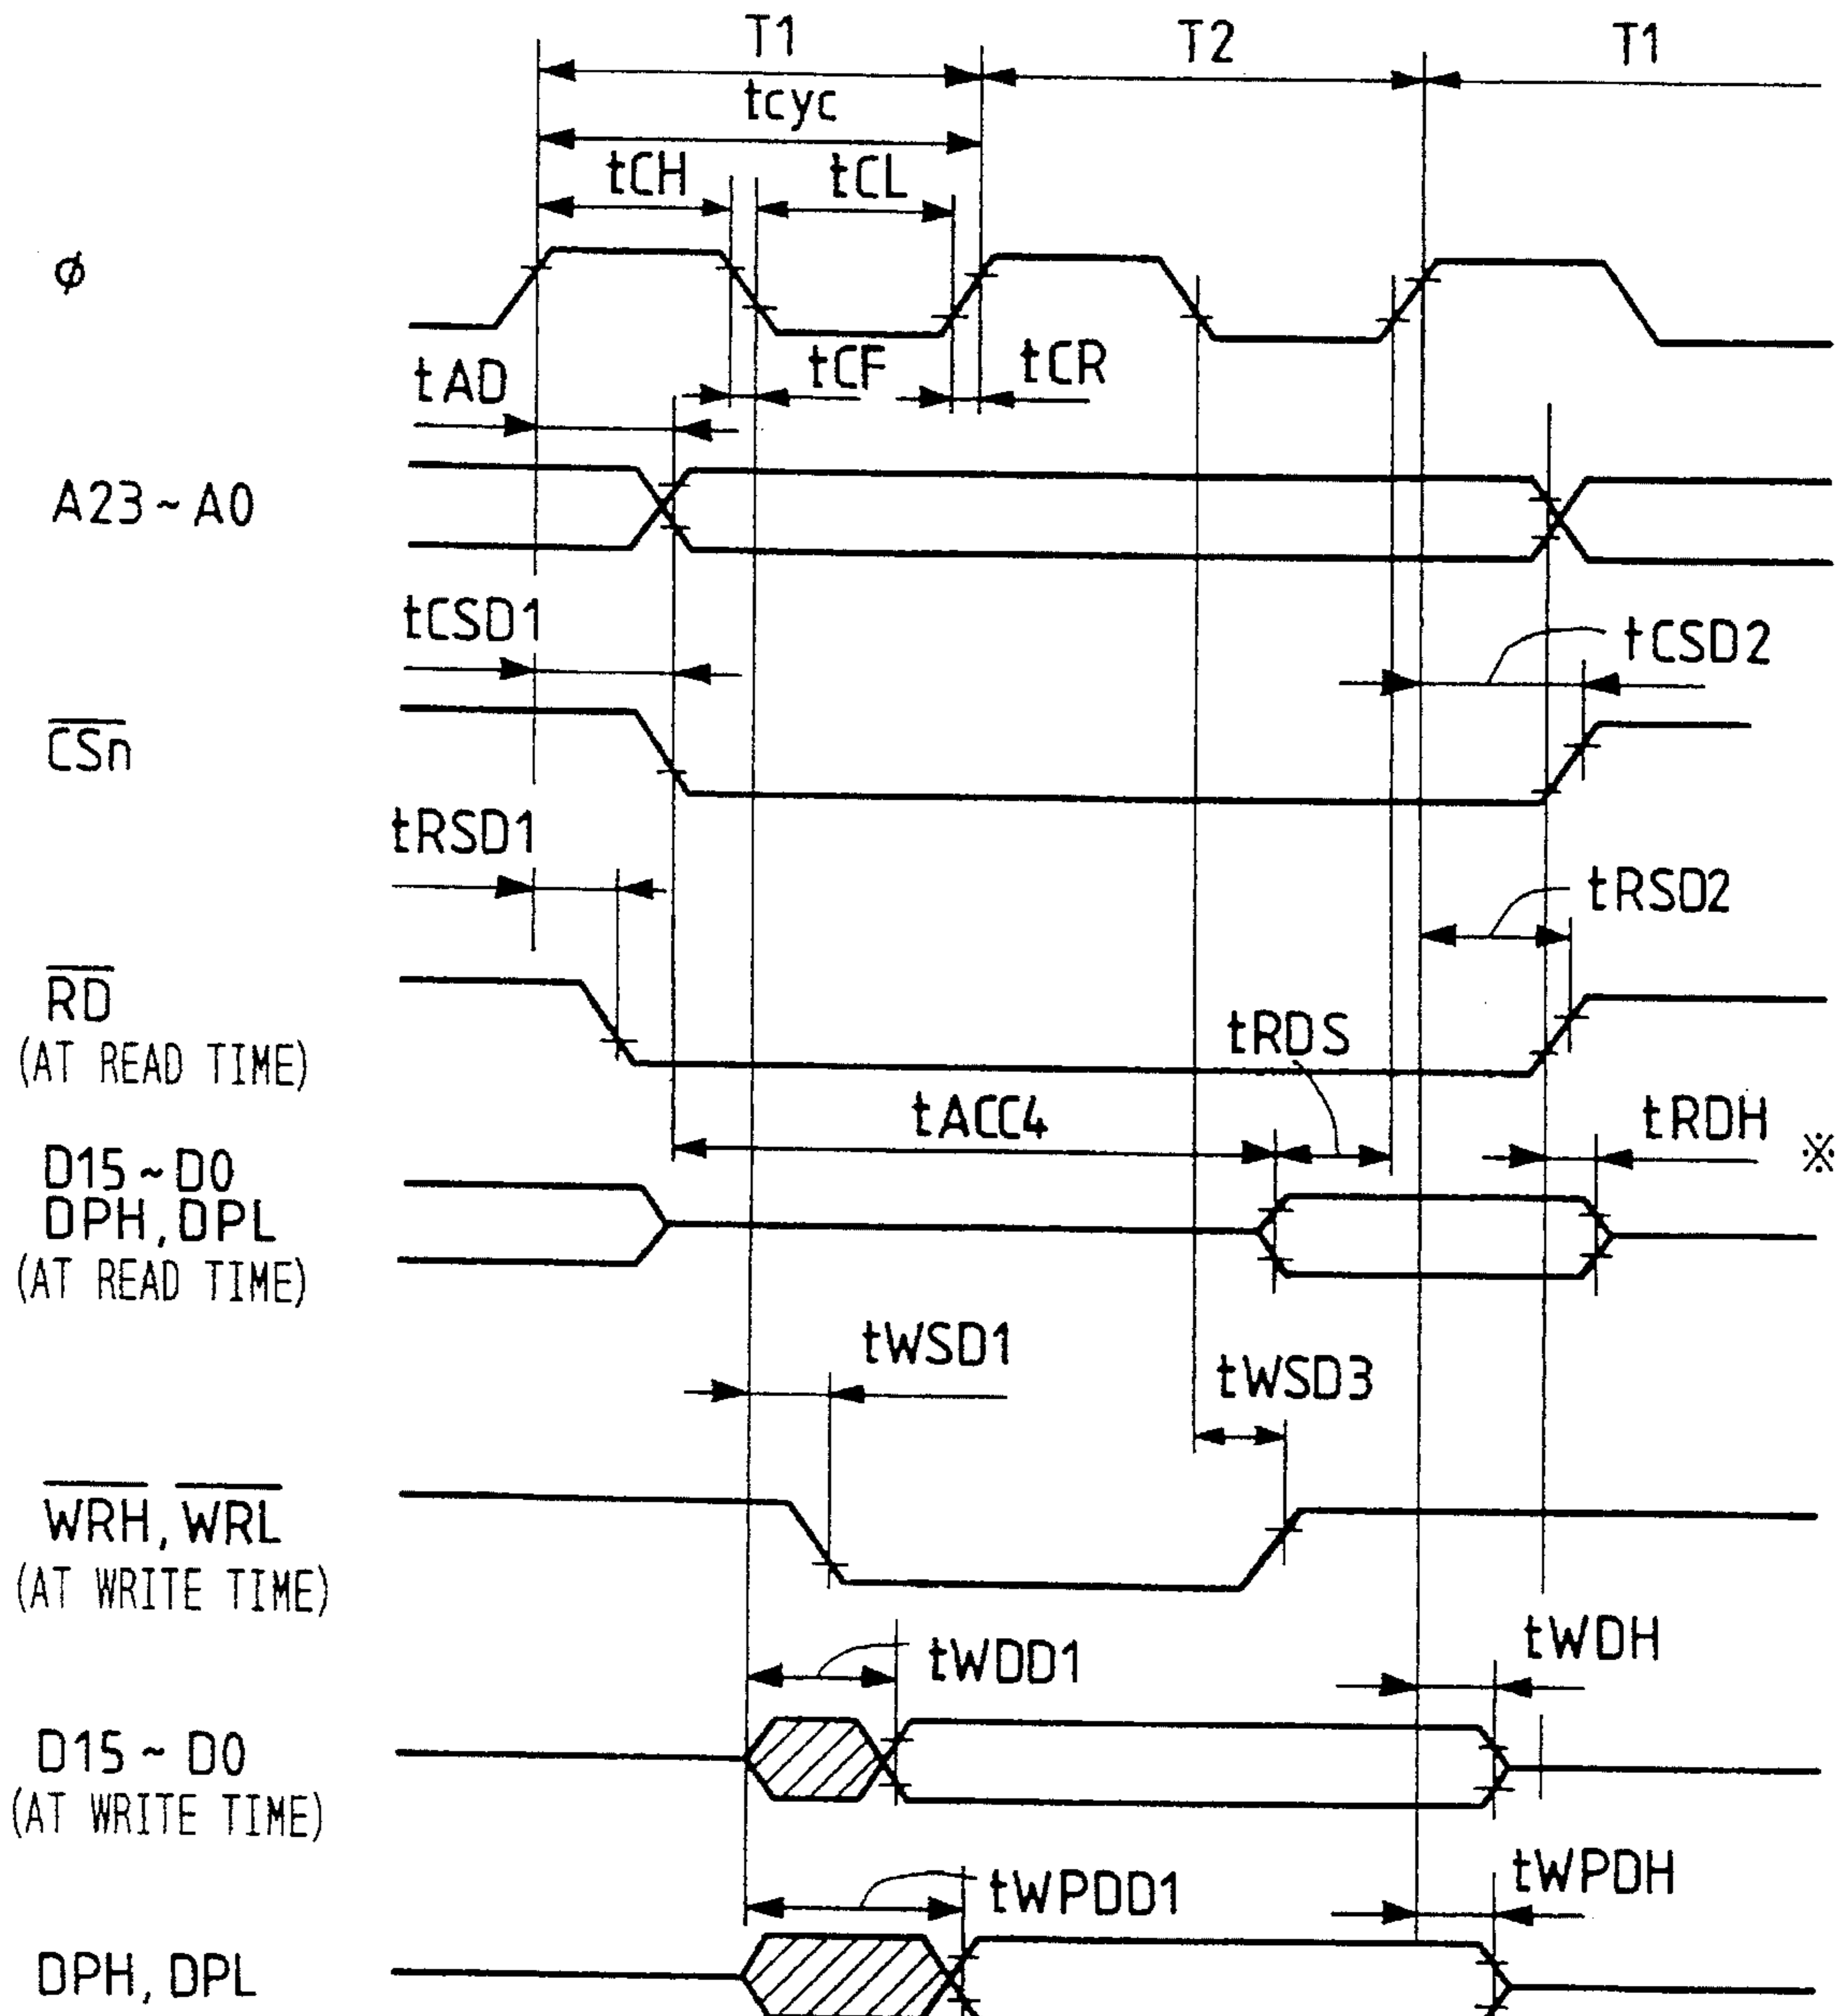 T1 T2 T1
tcyc
tCH tCL
φ
tAD tCF tCR
A23~A0
tCSD1 tCSD2
CSn
tRSD1 tRSD2
RD
(AT READ TIME)
tRDS
tACC4 tRDH ※
D15~D0
DPH, DPL
(AT READ TIME)
tWSD1 tWSD3
WRH, WRL
(AT WRITE TIME)
tWDD1 tWDH
D15~D0
(AT WRITE TIME)
tWPDD1 tWPDH
DPH, DPL